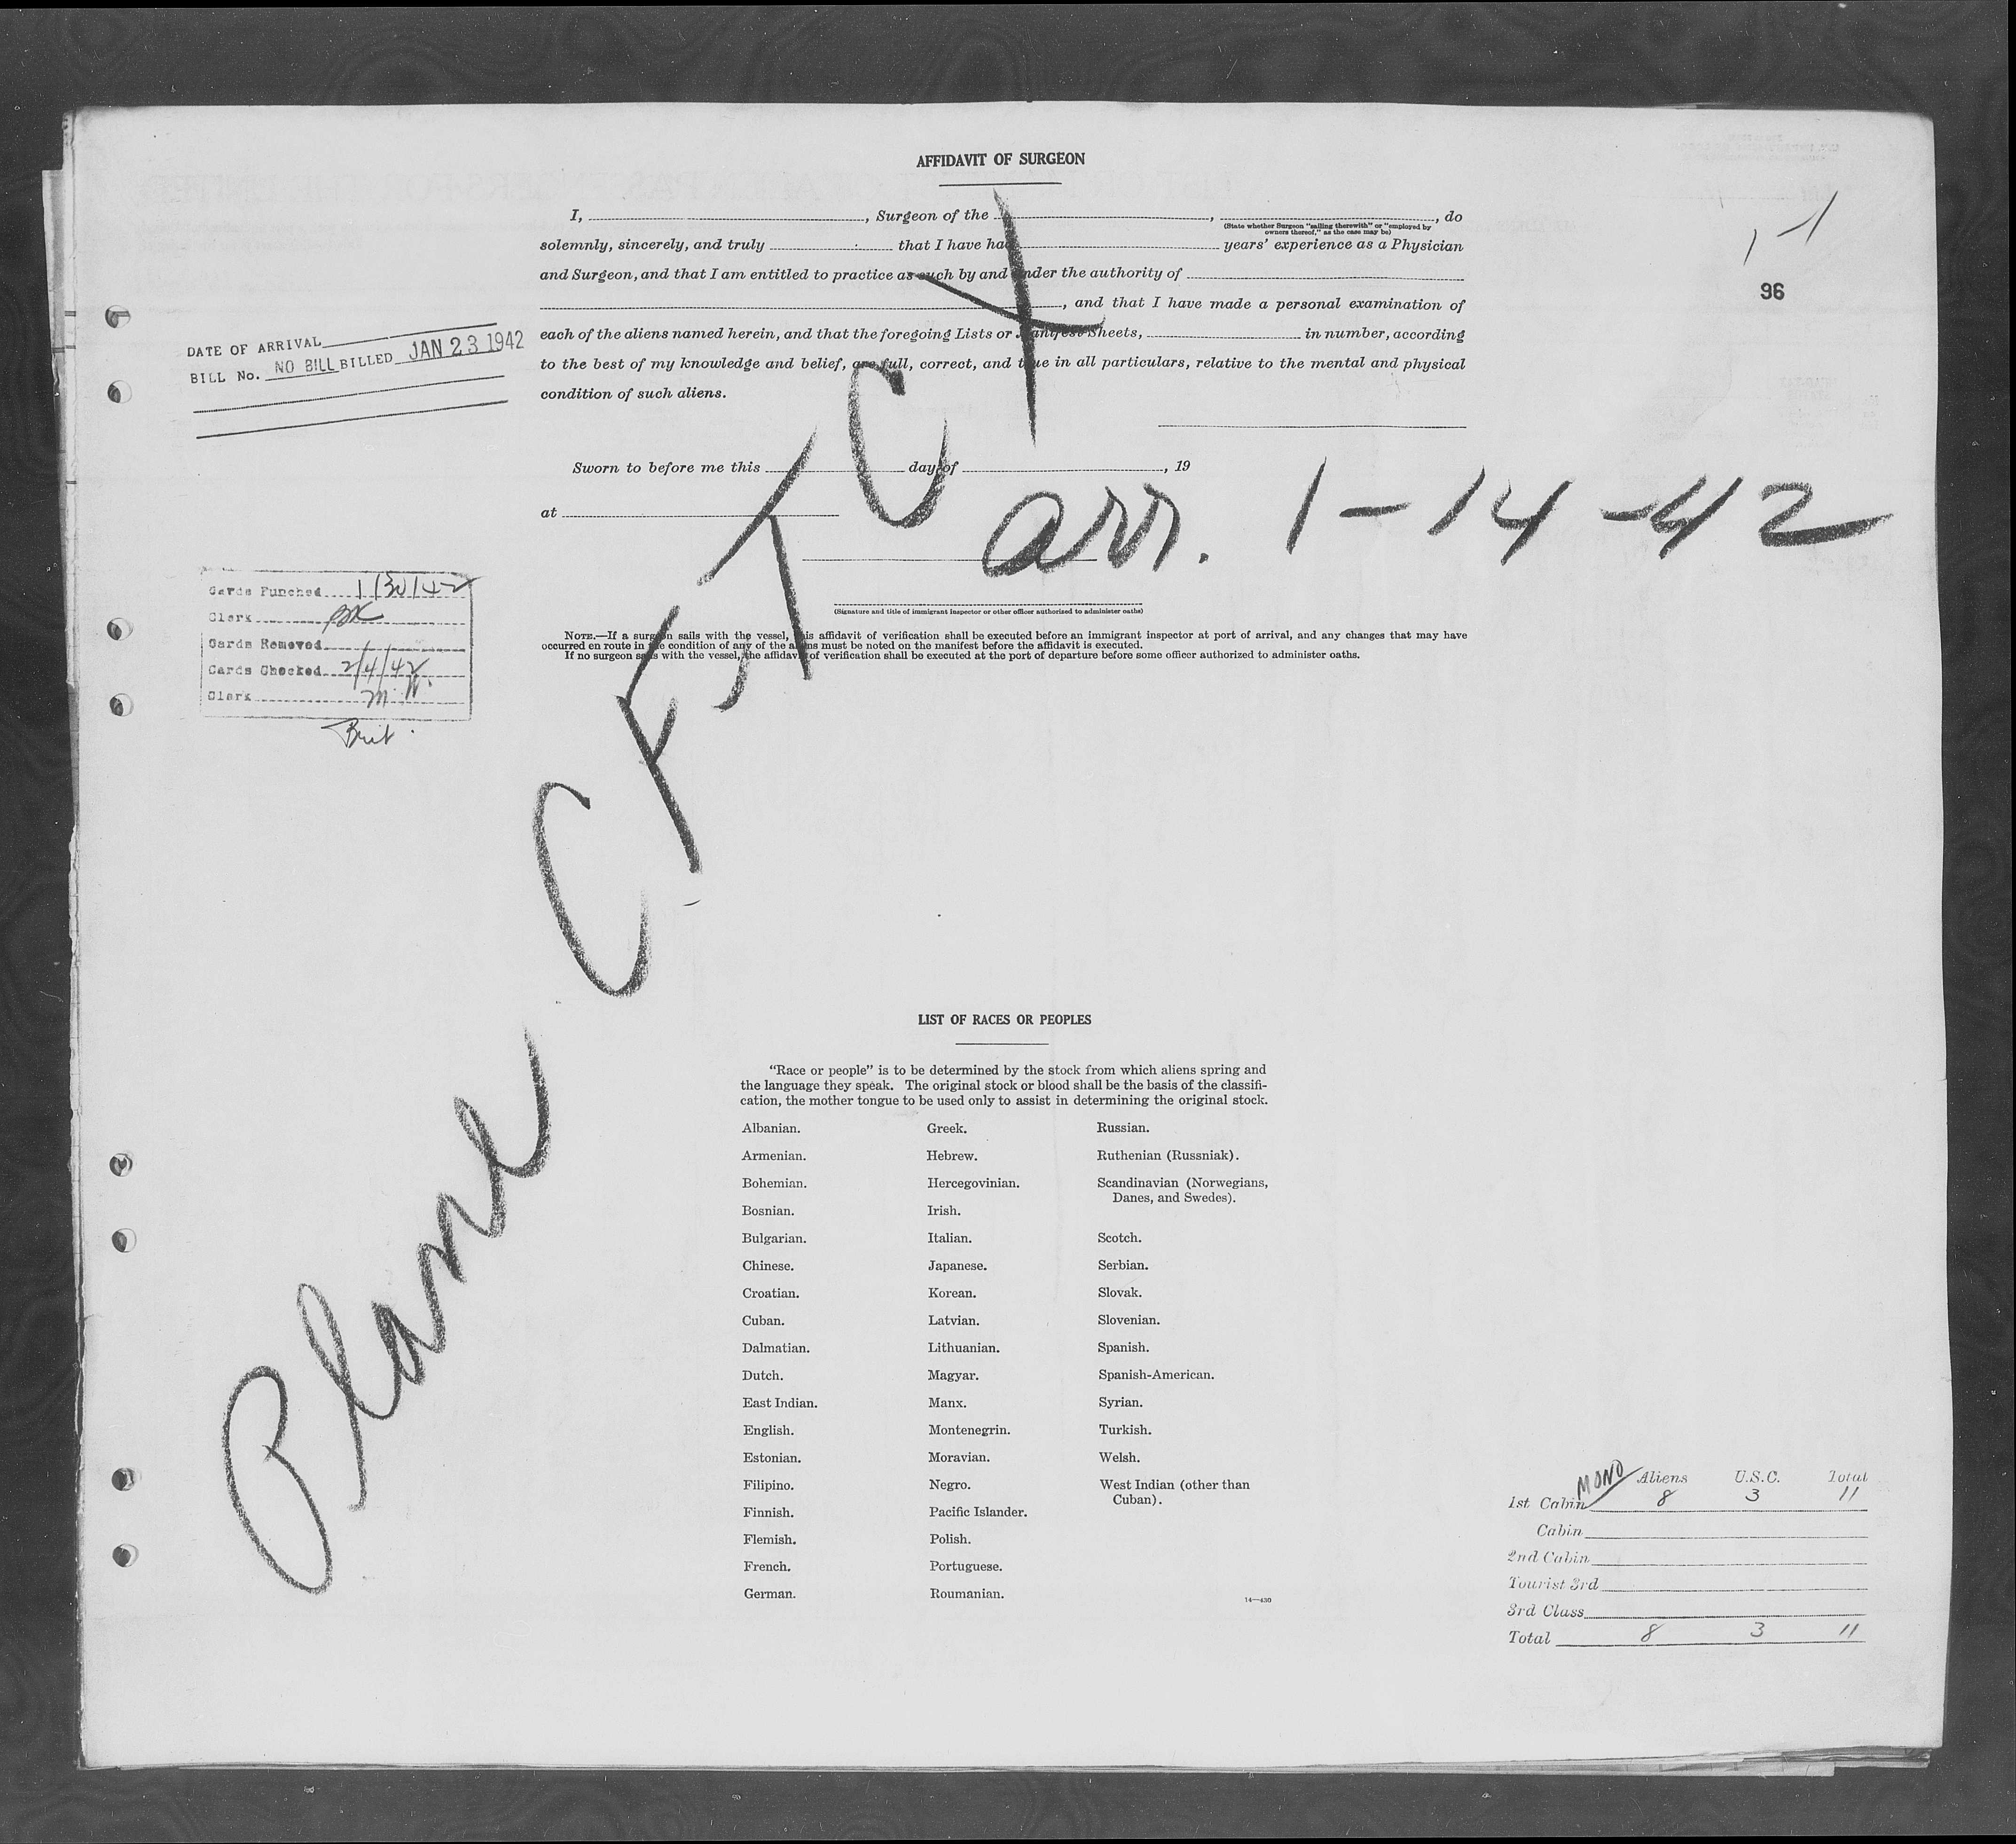 AFFIDAVIT OF SURGEON
I, , Surgeon of the , , do
(State whether Surgeon "sailing therewith" or "employed by
owners thereof," as the case may be)
solemnly, sincerely, and truly that I have had years' experience as a Physician
and Surgeon, and that I am entitled to practice as such by and under the authority of
, and that I have made a personal examination of
each of the aliens named herein, and that the foregoing Lists or Manifest Sheets, in number, according
to the best of my knowledge and belief, are full, correct, and true in all particulars, relative to the mental and physical
condition of such aliens.
Sworn to before me this day of , 19
at
(Signature and title of immigrant inspector or other officer authorized to administer oaths)
NOTE.—If a surgeon sails with the vessel, this affidavit of verification shall be executed before an immigrant inspector at port of arrival, and any changes that may have
occurred en route in the condition of any of the aliens must be noted on the manifest before the affidavit is executed.
If no surgeon sails with the vessel, the affidavit of verification shall be executed at the port of departure before some officer authorized to administer oaths.
1-1
96
DATE OF ARRIVAL
BILL No. NO BILL BILLED JAN 23 1942
arr. 1-14-42
Plane CF-TCX
Cards Punched 1/30/42
Clerk
Cards Removed
Cards Checked 2/4/42
Clerk M.W.
Brit.
LIST OF RACES OR PEOPLES
"Race or people" is to be determined by the stock from which aliens spring and
the language they speak. The original stock or blood shall be the basis of the classifi-
cation, the mother tongue to be used only to assist in determining the original stock.
Albanian. Greek. Russian.
Armenian. Hebrew. Ruthenian (Russniak).
Bohemian. Hercegovinian. Scandinavian (Norwegians,
Danes, and Swedes).
Bosnian. Irish.
Bulgarian. Italian. Scotch.
Chinese. Japanese. Serbian.
Croatian. Korean. Slovak.
Cuban. Latvian. Slovenian.
Dalmatian. Lithuanian. Spanish.
Dutch. Magyar. Spanish-American.
East Indian. Manx. Syrian.
English. Montenegrin. Turkish.
Estonian. Moravian. Welsh.
Filipino. Negro. West Indian (other than
Cuban).
Finnish. Pacific Islander.
Flemish. Polish.
French. Portuguese.
German. Roumanian.
14—430
MONO Aliens U.S.C. Total
1st Cabin 8 3 11
Cabin
2nd Cabin
Tourist 3rd
3rd Class
Total 8 3 11